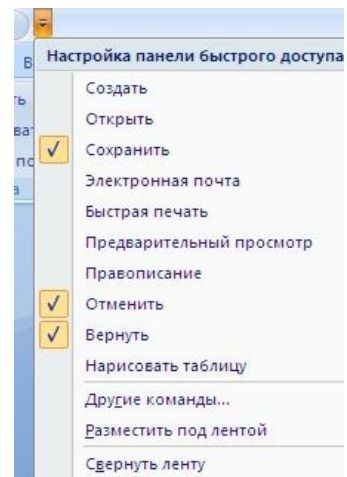 Настройка панели быстрого доступа
Создать
Открыть
Сохранить
Электронная почта
Быстрая печать
Предварительный просмотр
Правописание
Отменить
Вернуть
Нарисовать таблицу
Другие команды...
Разместить под лентой
Свернуть ленту